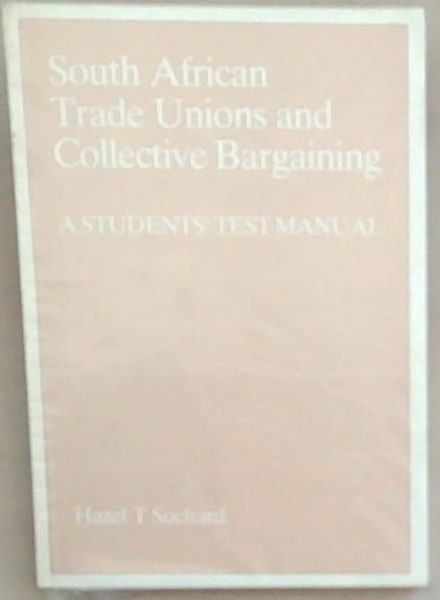 South African
Trade Unions and
Collective Bargaining
A STUDENTS' TEST MANUAL
Hazel T Suchard